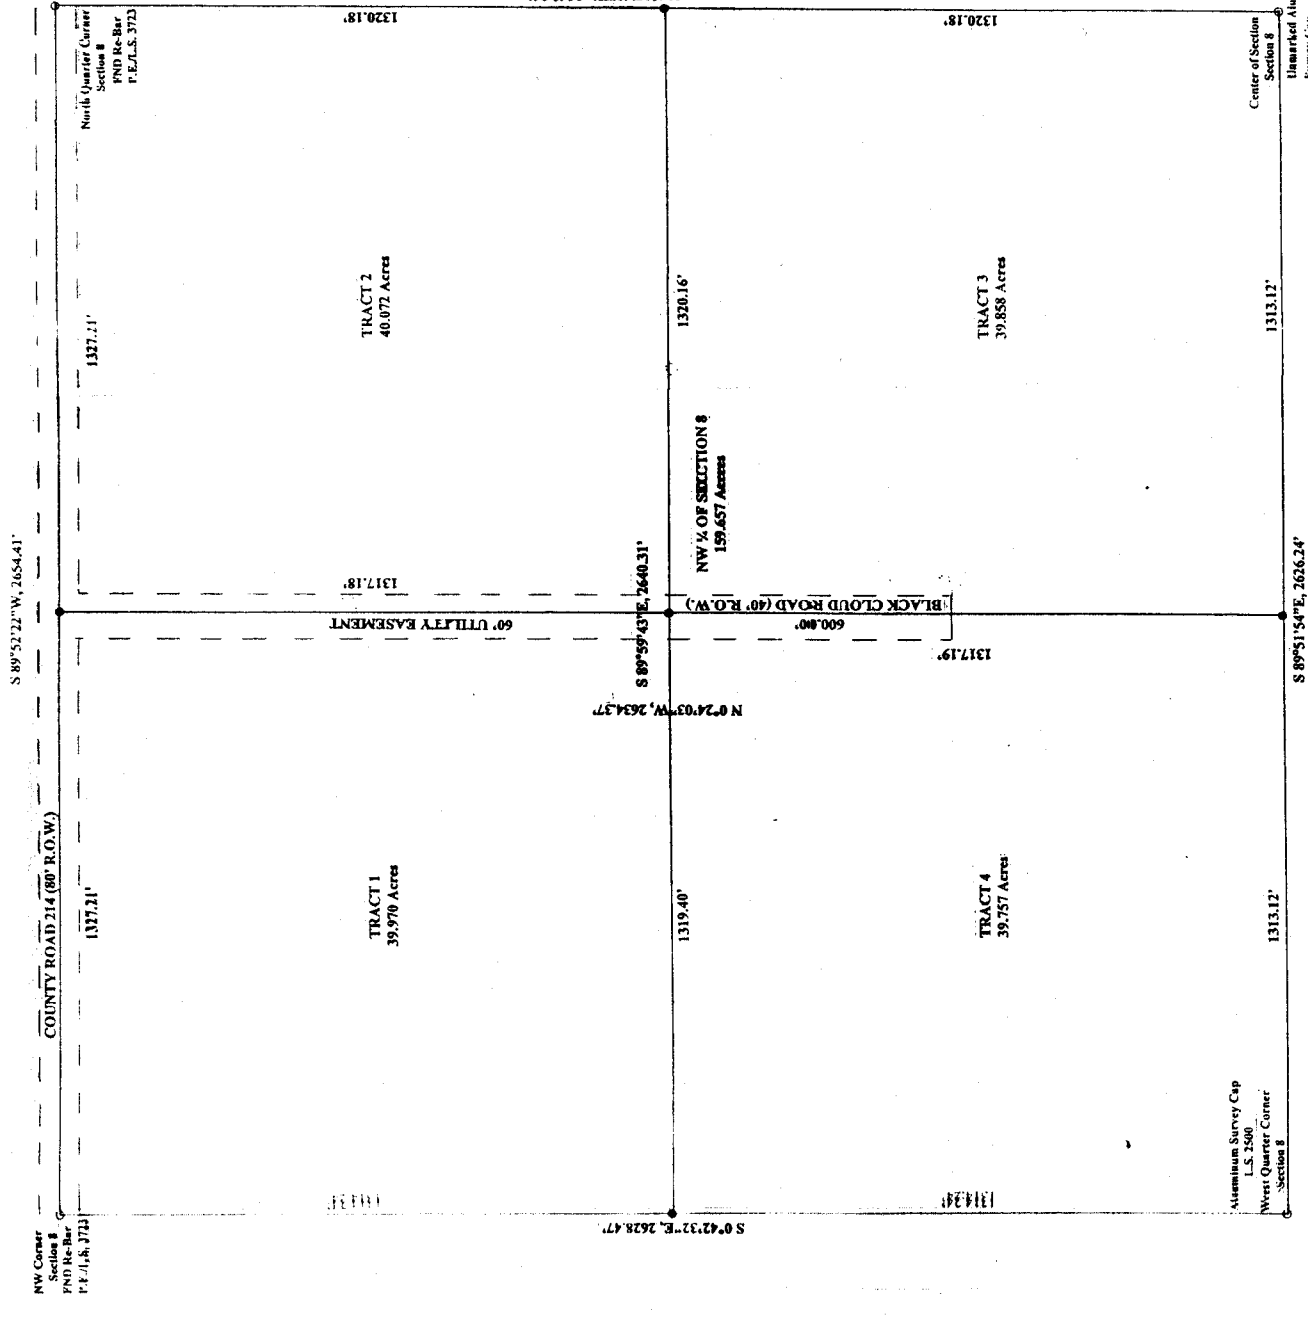 S 89°52'22"W, 2654.41'
NW Corner
Section 8
FND Re-Bar
P.E./L.S. 3723
COUNTY ROAD 214 (80' R.O.W.)
1327.21'
1327.21'
North Quarter Corner
Section 8
FND Re-Bar
P.E./L.S. 3723
1320.18'
1317.18'
60' UTILITY EASEMENT
TRACT 1
39.970 Acres
TRACT 2
40.072 Acres
S 89°59'43"E, 2640.31'
1319.40'
1320.16'
N 0°24'03"W, 2634.37'
NW ¼ OF SECTION 8
159.657 Acres
BLACK CLOUD ROAD (40' R.O.W.)
600.00'
1317.19'
1320.18'
S 0°42'32"E, 2628.47'
1314.24'
TRACT 4
39.757 Acres
TRACT 3
39.858 Acres
Aluminum Survey Cap
L.S. 2500
West Quarter Corner
Section 8
1313.12'
1313.12'
Center of Section
Section 8
Unmarked
S 89°51'54"E, 2626.24'